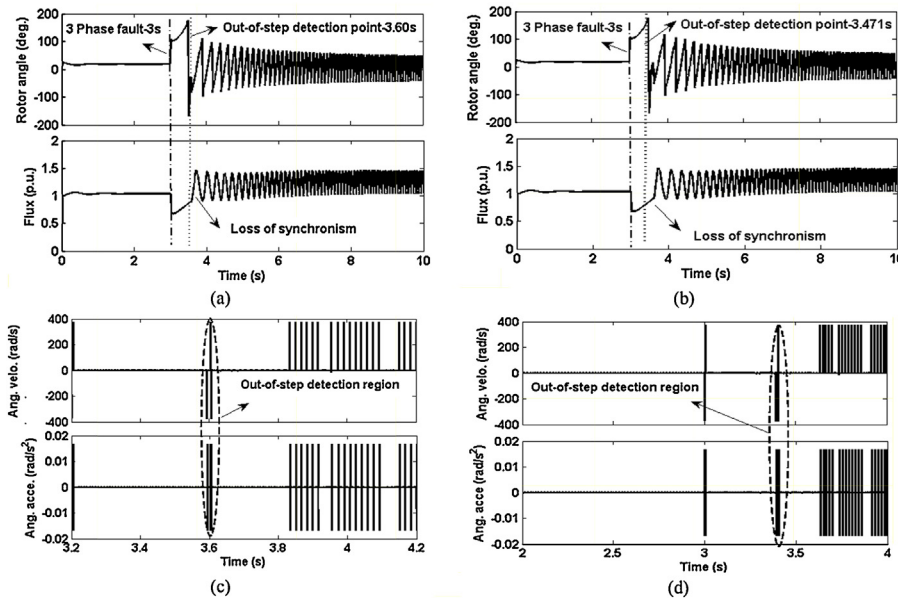 Rotor angle (deg.)
200
100
0
-100
-200
3 Phase fault-3s
Out-of-step detection point-3.60s
Flux (p.u.)
2
1.5
1
0.5
0
Loss of synchronism
0 2 4 6 8 10
Time (s)
(a)
Rotor angle (deg.)
200
100
0
-100
-200
3 Phase fault-3s
Out-of-step detection point-3.471s
Flux (p.u.)
2
1.5
1
0.5
0
Loss of synchronism
0 2 4 6 8 10
Time (s)
(b)
Ang. velo. (rad/s)
400
200
0
-200
-400
Out-of-step detection region
Ang. acce. (rad/s²)
0.02
0.01
0
-0.01
-0.02
3.2 3.4 3.6 3.8 4 4.2
Time (s)
(c)
Ang. velo. (rad/s)
400
200
0
-200
-400
Out-of-step detection region
Ang. acce (rad/s²)
0.02
0.01
0
-0.01
-0.02
2 2.5 3 3.5 4
Time (s)
(d)